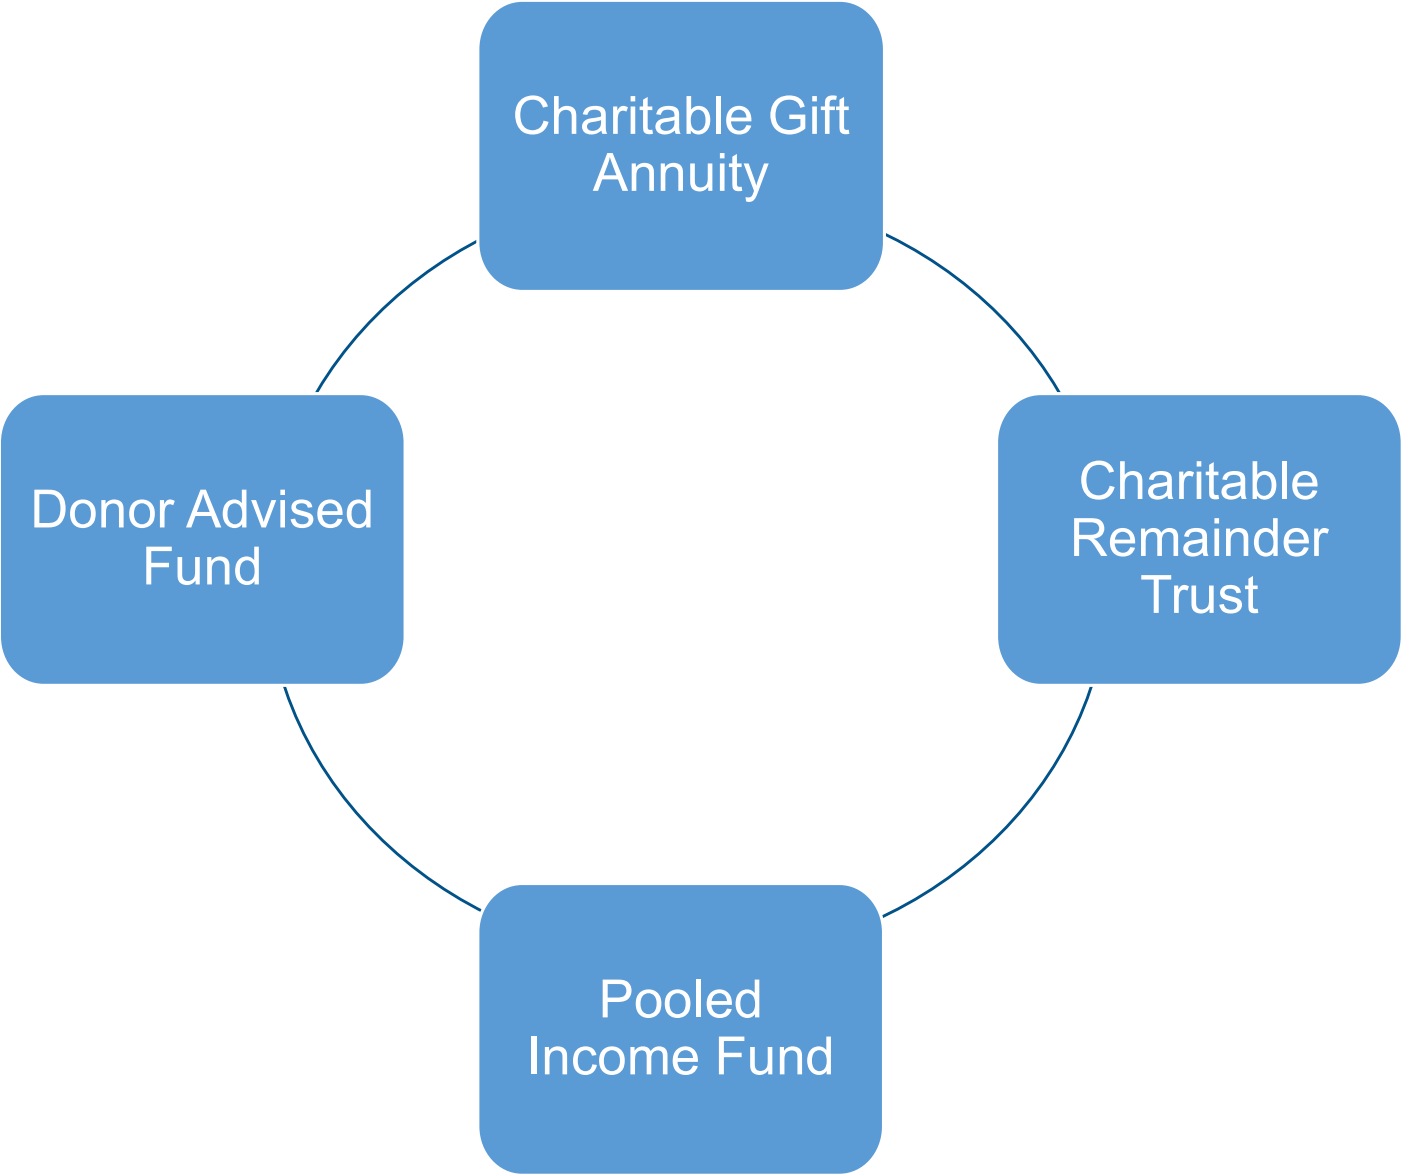 Charitable Gift
Annuity
Charitable
Remainder
Trust
Pooled
Income Fund
Donor Advised
Fund